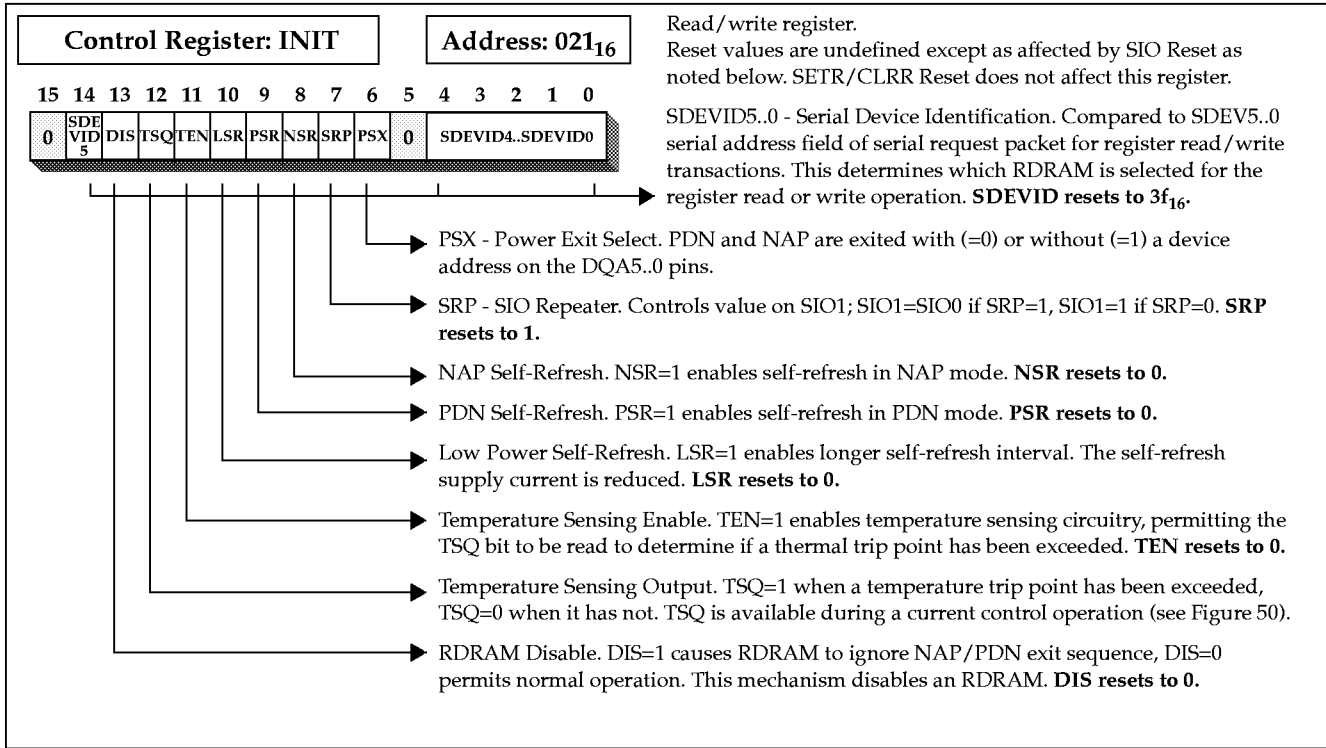 Control Register: INIT
Address: 021₁₆
Read/write register.
Reset values are undefined except as affected by SIO Reset as
noted below. SETR/CLRR Reset does not affect this register.
15 14 13 12 11 10 9 8 7 6 5 4 3 2 1 0
0 SDE VID 5 DIS TSQ TEN LSR PSR NSR SRP PSX 0 SDEVID4..SDEVID0
SDEVID5..0 - Serial Device Identification. Compared to SDEV5..0
serial address field of serial request packet for register read/write
transactions. This determines which RDRAM is selected for the
register read or write operation. SDEVID resets to 3f₁₆.
PSX - Power Exit Select. PDN and NAP are exited with (=0) or without (=1) a device
address on the DQA5..0 pins.
SRP - SIO Repeater. Controls value on SIO1; SIO1=SIO0 if SRP=1, SIO1=1 if SRP=0. SRP
resets to 1.
NAP Self-Refresh. NSR=1 enables self-refresh in NAP mode. NSR resets to 0.
PDN Self-Refresh. PSR=1 enables self-refresh in PDN mode. PSR resets to 0.
Low Power Self-Refresh. LSR=1 enables longer self-refresh interval. The self-refresh
supply current is reduced. LSR resets to 0.
Temperature Sensing Enable. TEN=1 enables temperature sensing circuitry, permitting the
TSQ bit to be read to determine if a thermal trip point has been exceeded. TEN resets to 0.
Temperature Sensing Output. TSQ=1 when a temperature trip point has been exceeded,
TSQ=0 when it has not. TSQ is available during a current control operation (see Figure 50).
RDRAM Disable. DIS=1 causes RDRAM to ignore NAP/PDN exit sequence, DIS=0
permits normal operation. This mechanism disables an RDRAM. DIS resets to 0.